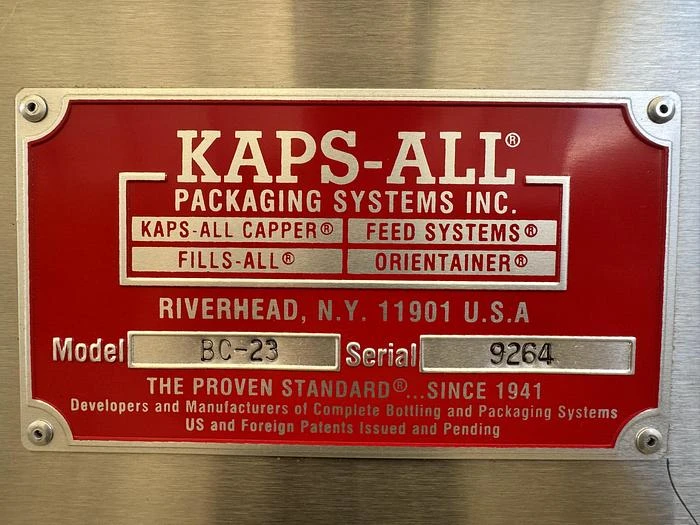 KAPS-ALL®
PACKAGING SYSTEMS INC.
KAPS-ALL CAPPER® FEED SYSTEMS®
FILLS-ALL® ORIENTAINER®
RIVERHEAD, N.Y. 11901 U.S.A
Model BC-23 Serial 9264
THE PROVEN STANDARD®...SINCE 1941
Developers and Manufacturers of Complete Bottling and Packaging Systems
US and Foreign Patents Issued and Pending